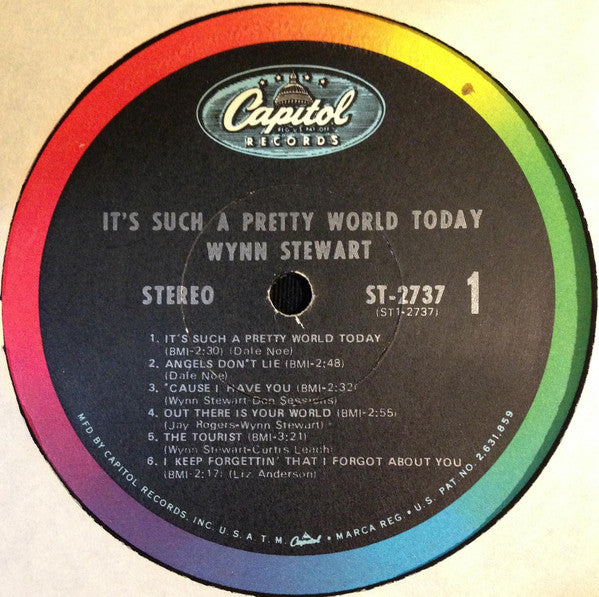 Capitol
REG. U.S. PAT. OFF.
RECORDS
IT'S SUCH A PRETTY WORLD TODAY
WYNN STEWART
STEREO
ST-2737
1
(ST1-2737)
1. IT'S SUCH A PRETTY WORLD TODAY
(BMI-2:30) (Dale Noe)
2. ANGELS DON'T LIE (BMI-2:48)
(Dale Noe)
3. 'CAUSE I HAVE YOU (BMI-2:32)
(Wynn Stewart-Don Sessions)
4. OUT THERE IS YOUR WORLD (BMI-2:55)
(Jay Rogers-Wynn Stewart)
5. THE TOURIST (BMI-3:21)
(Wynn Stewart-Curtis Leach)
6. I KEEP FORGETTIN' THAT I FORGOT ABOUT YOU
(BMI-2:17) (Liz Anderson)
MFD BY CAPITOL RECORDS, INC. U.S.A. T.M. Capitol • MARCA REG. • U.S. PAT. NO. 2,631,859